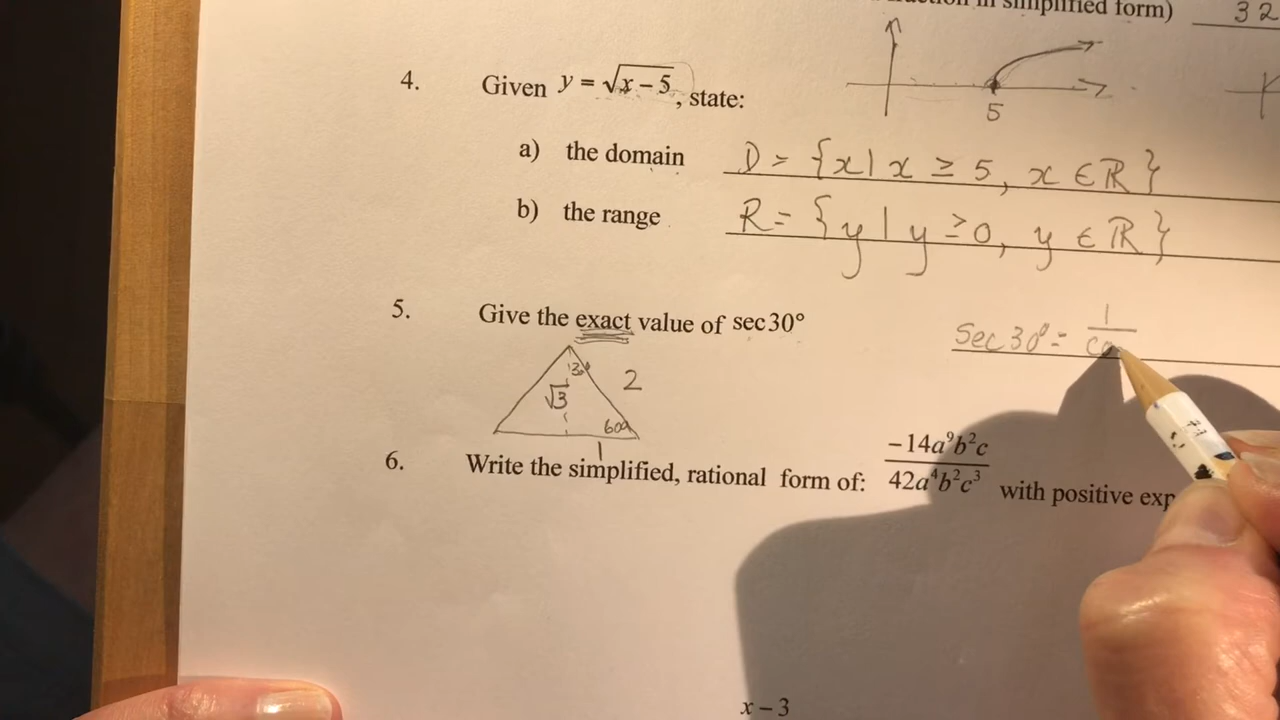 in simplified form) 32
4. Given y = √x – 5, state:
5
a) the domain D = {x | x ≥ 5, x ∈ ℝ}
b) the range R = {y | y ≥ 0, y ∈ ℝ}
5. Give the exact value of sec 30°
sec 30° = 1/co
30
√3 2
60°
1
6. Write the simplified, rational form of: –14a⁹b²c / 42a⁴b²c³ with positive exp
x – 3